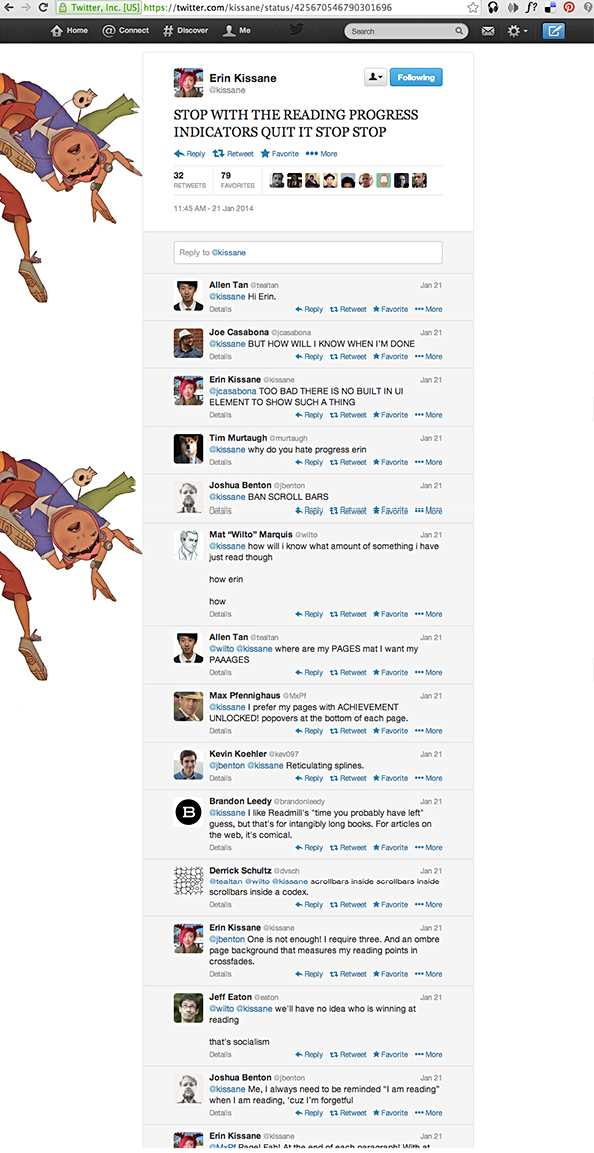 Twitter, Inc. [US] https://twitter.com/kissane/status/425670546790301696
f?
Home Connect Discover Me Search
Erin Kissane
@kissane
Following
STOP WITH THE READING PROGRESS
INDICATORS QUIT IT STOP STOP
Reply Retweet Favorite More
32 79
RETWEETS FAVORITES
11:45 AM - 21 Jan 2014
Reply to @kissane
Allen Tan @tealtan Jan 21
@kissane Hi Erin.
Details Reply Retweet Favorite More
Joe Casabona @jcasabona Jan 21
@kissane BUT HOW WILL I KNOW WHEN I'M DONE
Details Reply Retweet Favorite More
Erin Kissane @kissane Jan 21
@jcasabona TOO BAD THERE IS NO BUILT IN UI
ELEMENT TO SHOW SUCH A THING
Details Reply Retweet Favorite More
Tim Murtaugh @murtaugh Jan 21
@kissane why do you hate progress erin
Details Reply Retweet Favorite More
Joshua Benton @jbenton Jan 21
@kissane BAN SCROLL BARS
Details Reply Retweet Favorite More
Mat “Wilto” Marquis @wilto Jan 21
@kissane how will i know what amount of something i have
just read though
how erin
how
Details Reply Retweet Favorite More
Allen Tan @tealtan Jan 21
@wilto @kissane where are my PAGES mat I want my
PAAAGES
Details Reply Retweet Favorite More
Max Pfennighaus @MxPf Jan 21
@kissane I prefer my pages with ACHIEVEMENT
UNLOCKED! popovers at the bottom of each page.
Details Reply Retweet Favorite More
Kevin Koehler @kev097 Jan 21
@jbenton @kissane Reticulating splines.
Details Reply Retweet Favorite More
B
Brandon Leedy @brandonleedy Jan 21
@kissane I like Readmill's "time you probably have left"
guess, but that's for intangibly long books. For articles on
the web, it's comical.
Details Reply Retweet Favorite More
Derrick Schultz @dvsch Jan 21
@tealtan @wilto @kissane scrollbars inside scrollbars inside
scrollbars inside a codex.
Details Reply Retweet Favorite More
Erin Kissane @kissane Jan 21
@jbenton One is not enough! I require three. And an ombre
page background that measures my reading points in
crossfades.
Details Reply Retweet Favorite More
Jeff Eaton @eaton Jan 21
@wilto @kissane we'll have no idea who is winning at
reading
that's socialism
Details Reply Retweet Favorite More
Joshua Benton @jbenton Jan 21
@kissane Me, I always need to be reminded “I am reading”
when I am reading, ‘cuz I’m forgetful
Details Reply Retweet Favorite More
Erin Kissane @kissane Jan 21
@MxPf Page! Fah! At the end of each paragraph! With at